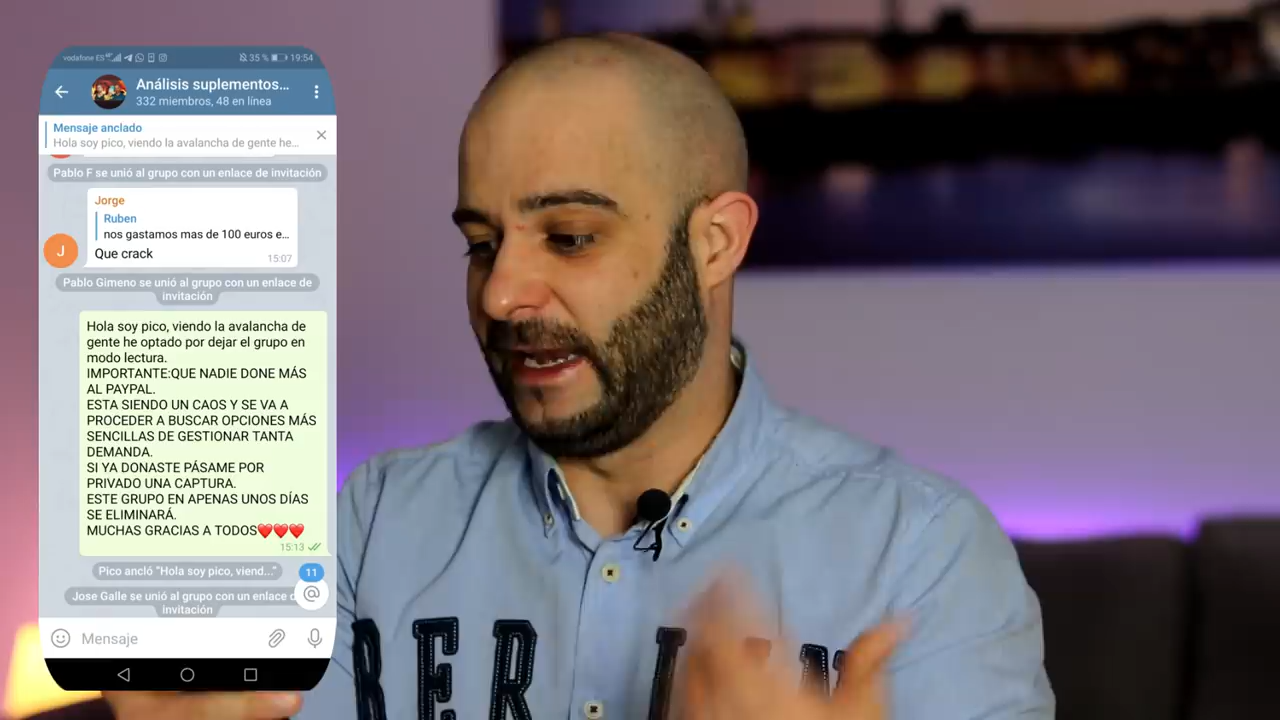 vodafone ES
35 %
19:54
Análisis suplementos...
332 miembros, 48 en línea
Mensaje anclado
Hola soy pico, viendo la avalancha de gente he...
Pablo F se unió al grupo con un enlace de invitación
Jorge
Ruben
nos gastamos mas de 100 euros e...
J
Que crack
15:07
Pablo Gimeno se unió al grupo con un enlace de
invitación
Hola soy pico, viendo la avalancha de
gente he optado por dejar el grupo en
modo lectura.
IMPORTANTE:QUE NADIE DONE MÁS
AL PAYPAL.
ESTA SIENDO UN CAOS Y SE VA A
PROCEDER A BUSCAR OPCIONES MÁS
SENCILLAS DE GESTIONAR TANTA
DEMANDA.
SI YA DONASTE PÁSAME POR
PRIVADO UNA CAPTURA.
ESTE GRUPO EN APENAS UNOS DÍAS
SE ELIMINARÁ.
MUCHAS GRACIAS A TODOS❤❤❤
15:13
Pico ancló "Hola soy pico, viend..."
11
@
Jose Galle se unió al grupo con un enlace
invitación
Mensaje